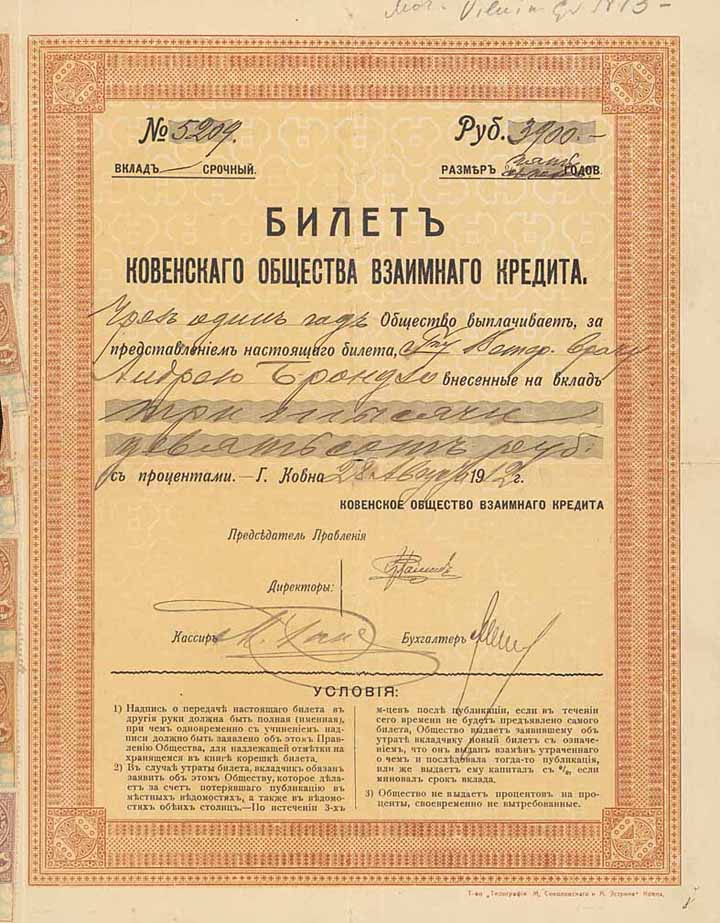 № 5209. Руб. 3900.—
ВКЛАДЪ — СРОЧНЫЙ. РАЗМѢРЪ ГОДОВ.
БИЛЕТЪ
КОВЕНСКАГО ОБЩЕСТВА ВЗАИМНАГО КРЕДИТА.
Чрезъ одинъ годъ Общество выплачиваетъ, за
представленіемъ настоящаго билета, Врачу
Андрею внесенные на вкладъ
три тысячи
девятьсотъ руб.
съ процентами. — Г. Ковна 28 1912 г.
КОВЕНСКОЕ ОБЩЕСТВО ВЗАИМНАГО КРЕДИТА
Предсѣдатель Правленія
Директоры:
Кассиръ Бухгалтеръ
УСЛОВІЯ:
1) Надпись о передачѣ настоящаго билета въ
другія руки должна быть полная (именная),
при чемъ одновременно съ учиненіемъ над-
писи должно быть заявлено объ этомъ Прав-
ленію Общества, для надлежащей отмѣтки на
хранящемся въ книгѣ корешкѣ билета.
2) Въ случаѣ утраты билета, вкладчикъ обязанъ
заявить объ этомъ Обществу, которое дѣла-
етъ за счетъ потерявшаго публикацію въ
мѣстныхъ вѣдомостяхъ, а также въ вѣдомо-
стяхъ обѣихъ столицъ.—По истеченіи 3-хъ
м-цевъ послѣ публикаціи, если въ теченіи
сего времени не будетъ предъявлено самого
билета, Общество выдаетъ заявившему объ
утратѣ вкладчику новый билетъ съ означе-
ніемъ, что онъ выданъ взамѣнъ утраченнаго
о чемъ и послѣдовала тогда-то публикація,
или же выдаетъ ему капиталъ съ %, если
миновалъ срокъ вклада.
3) Общество не выдаетъ процентовъ на про-
центы, своевременно не вытребованные.
Т-во „Типографія М. Соколовскаго и Н. Эстрина" Ковна.